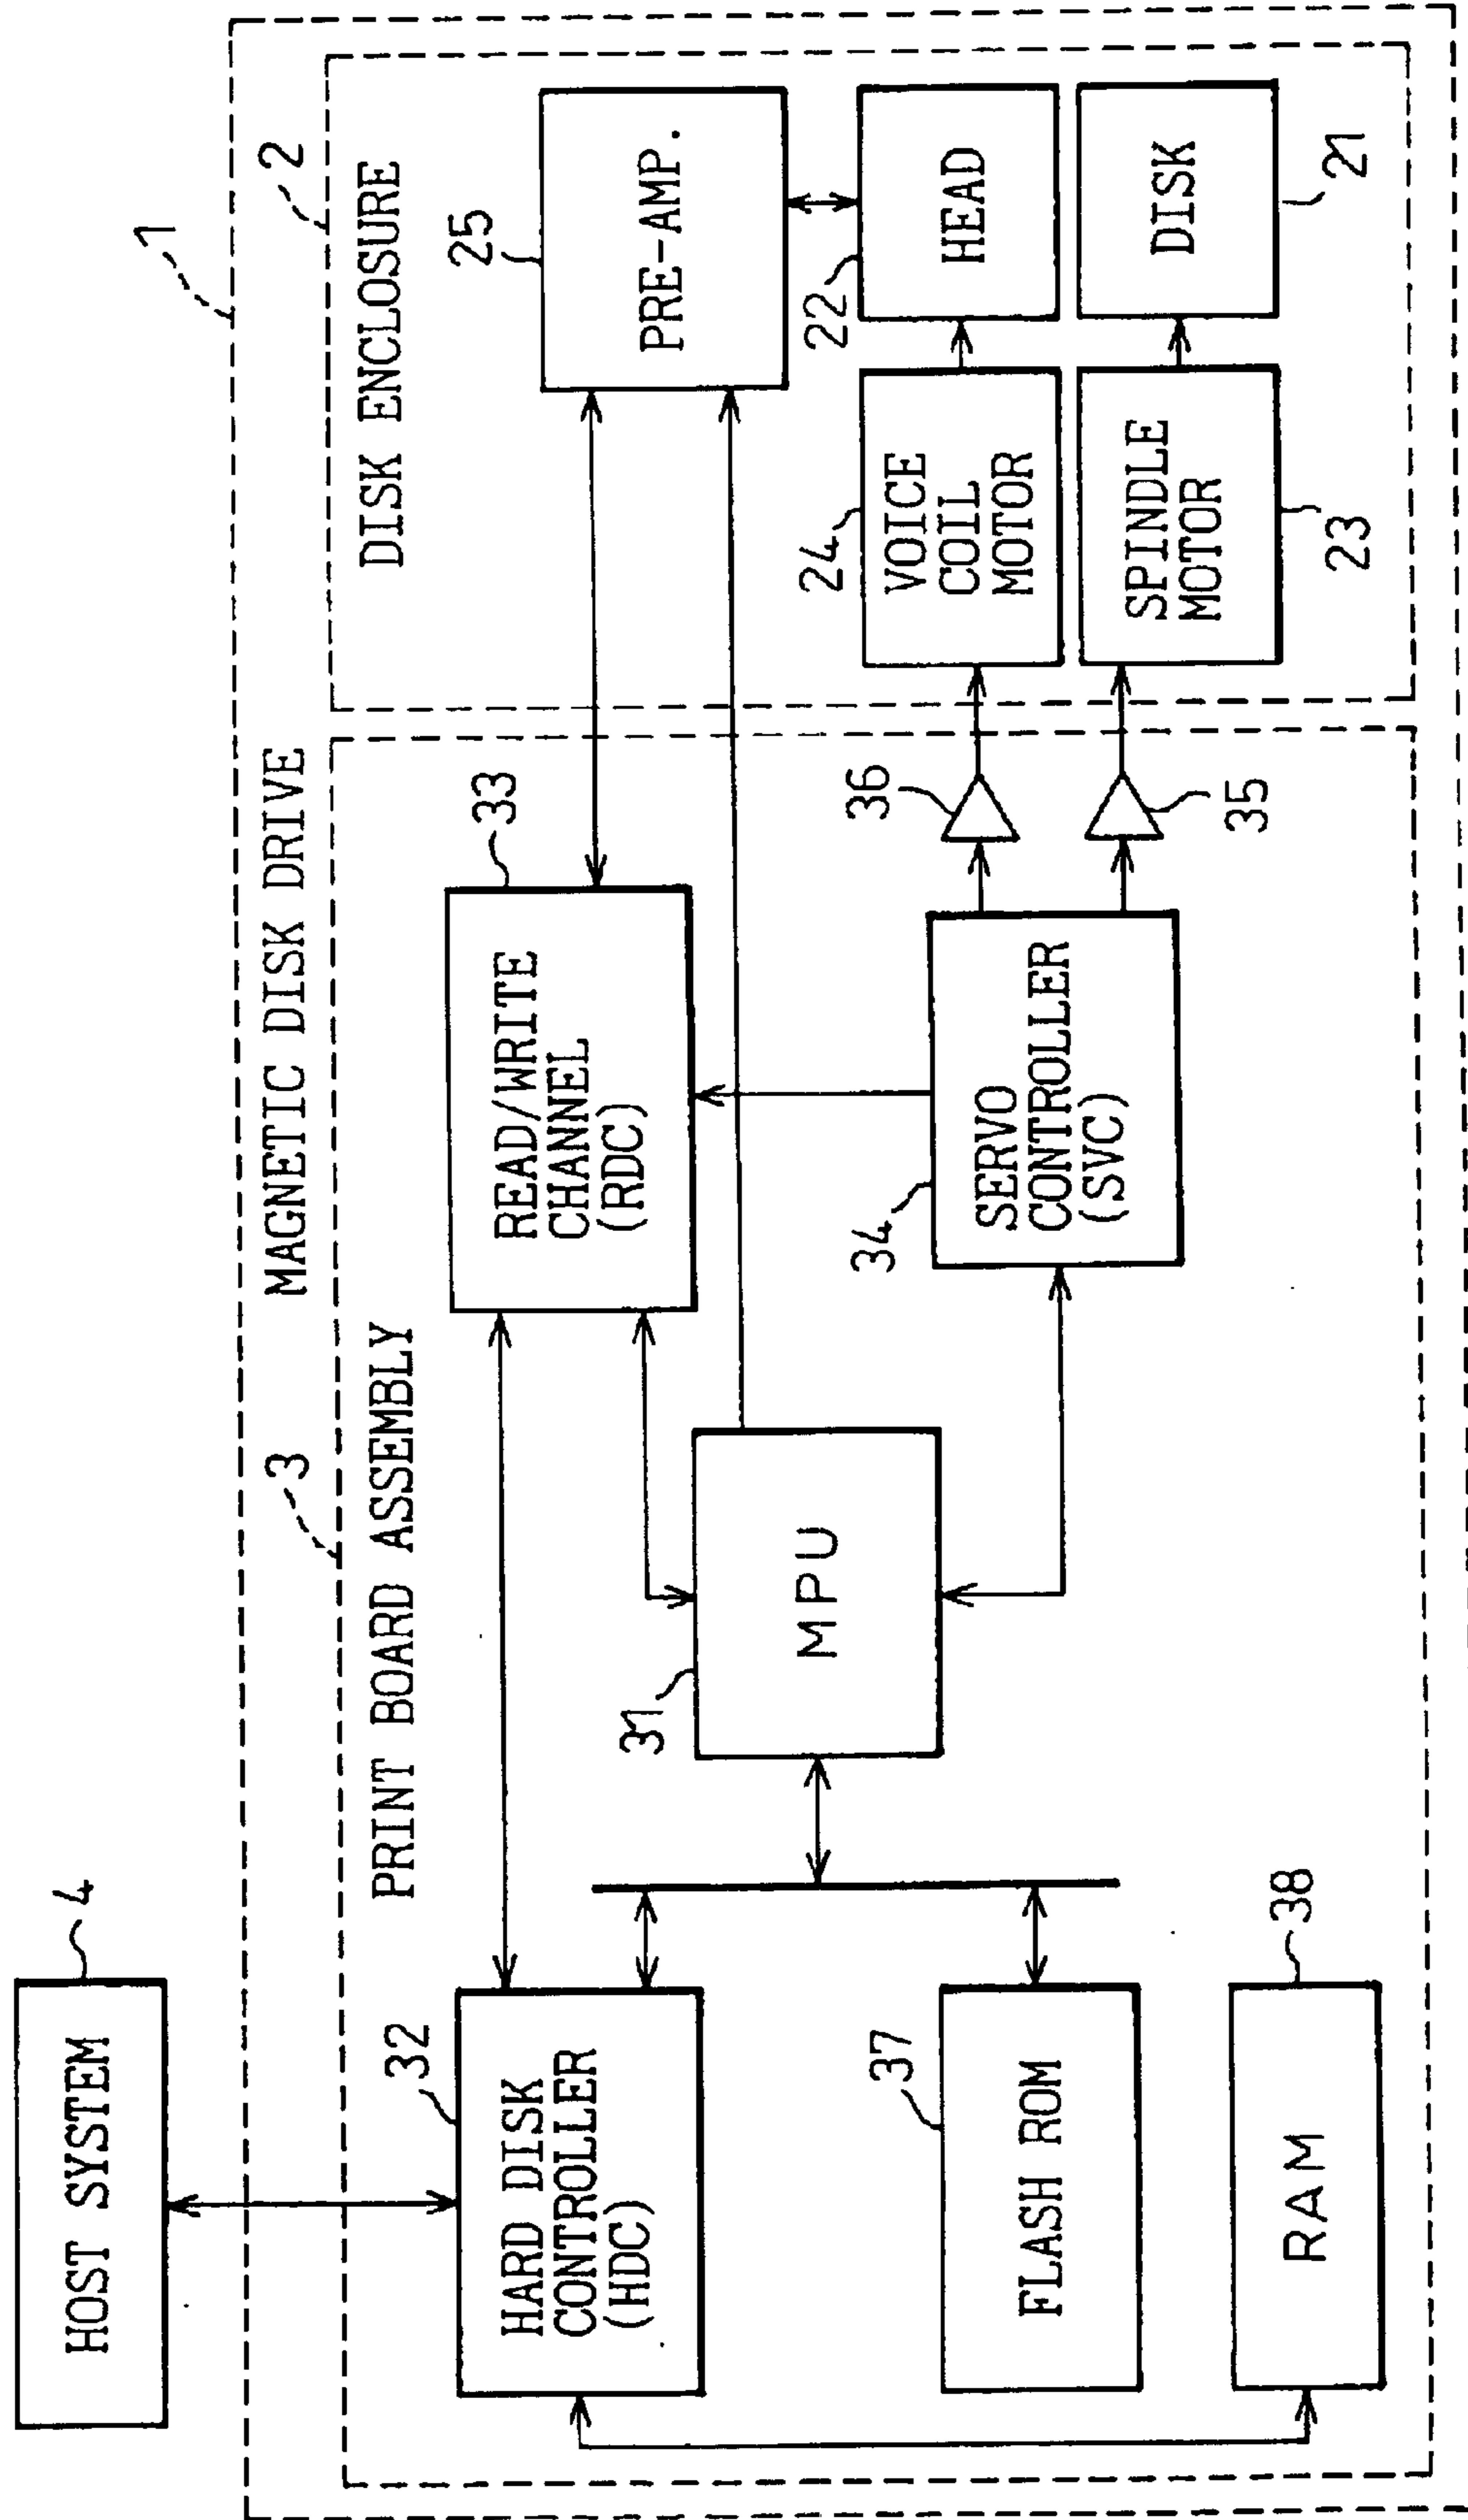 HOST SYSTEM
4
1
MAGNETIC DISK DRIVE
3
2
PRINT BOARD ASSEMBLY
DISK ENCLOSURE
32
HARD DISK
CONTROLLER
(HDC)
33
READ/WRITE
CHANNEL
(RDC)
25
PRE-AMP.
31
MPU
22
HEAD
24
VOICE
COIL
MOTOR
36
37
FLASH ROM
34
SERVO
CONTROLLER
(SVC)
35
SPINDLE
MOTOR
23
DISK
21
38
RAM